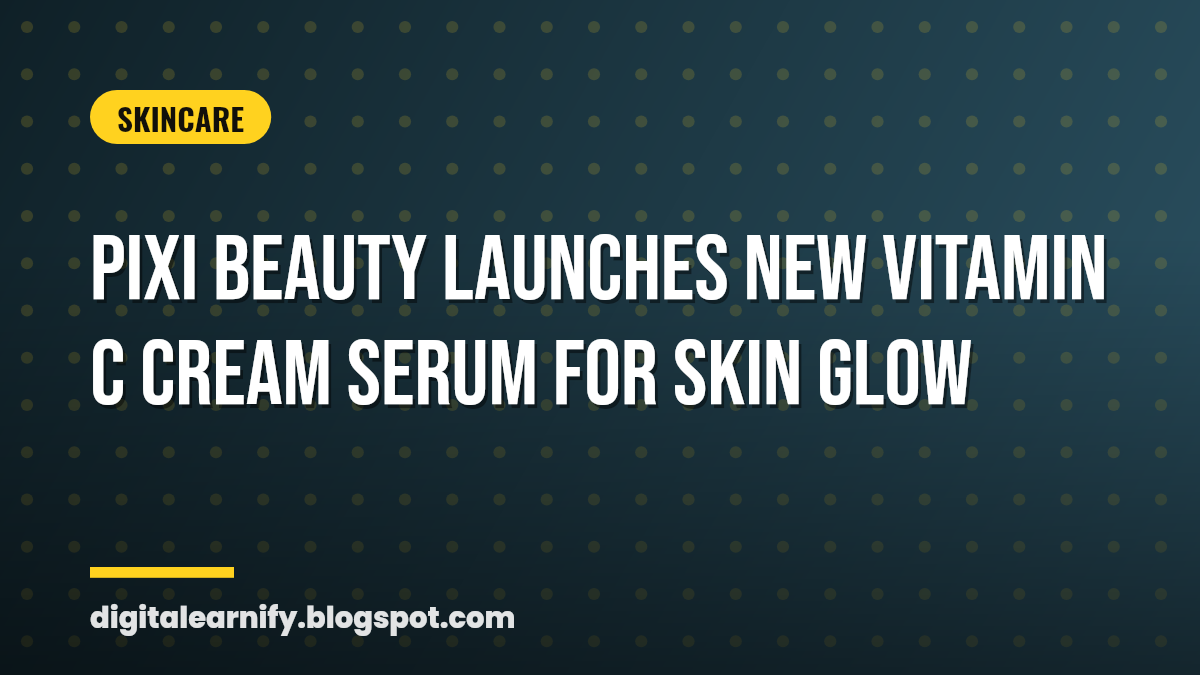 SKINCARE
PIXI BEAUTY LAUNCHES NEW VITAMIN
C CREAM SERUM FOR SKIN GLOW
digitalearnify.blogspot.com